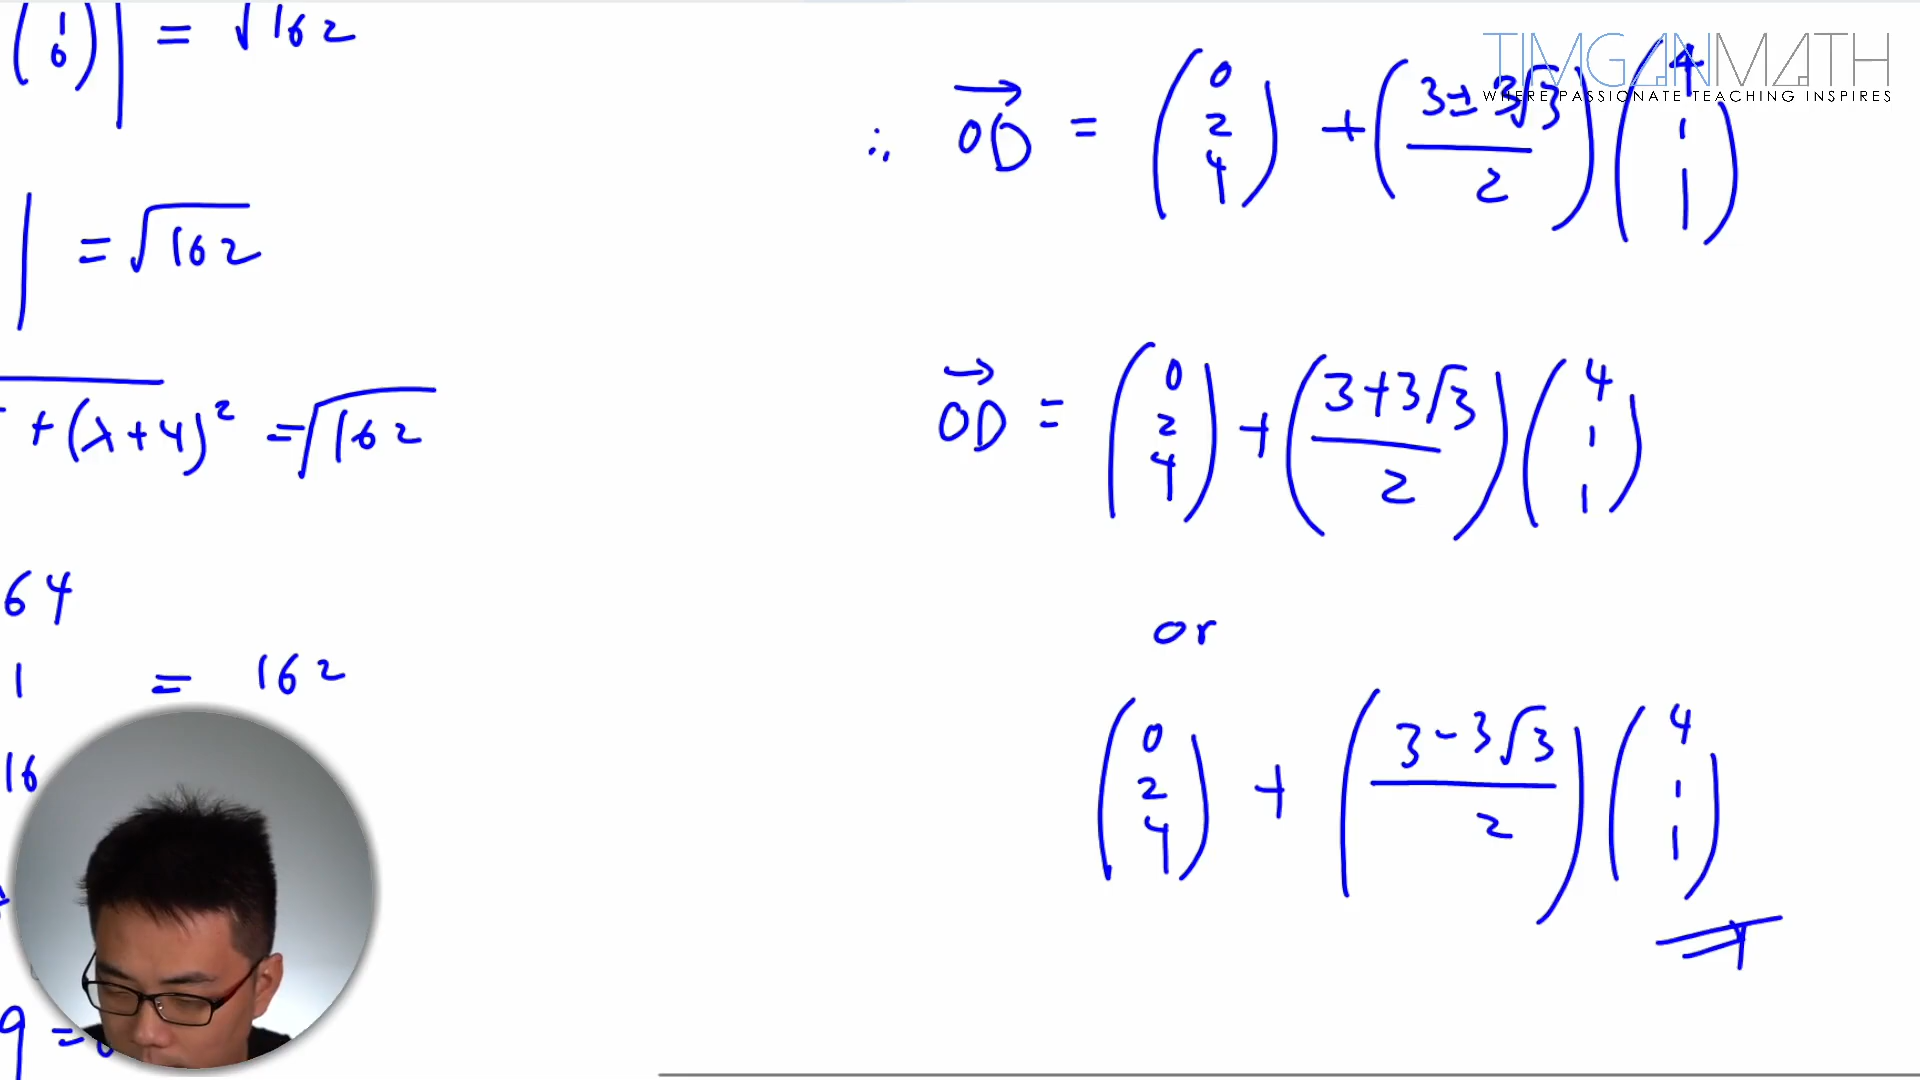 (1 6)| = √162
| = √162
+ (λ+4)² = √162
64
1 = 162
16
9 =
TIMGANMATH
WHERE PASSIONATE TEACHING INSPIRES
∴ OD→ = (0 2 4) + ((3±3√3)/2) (4 1 1)
OD→ = (0 2 4) + ((3+3√3)/2) (4 1 1)
or
(0 2 4) + ((3-3√3)/2) (4 1 1)